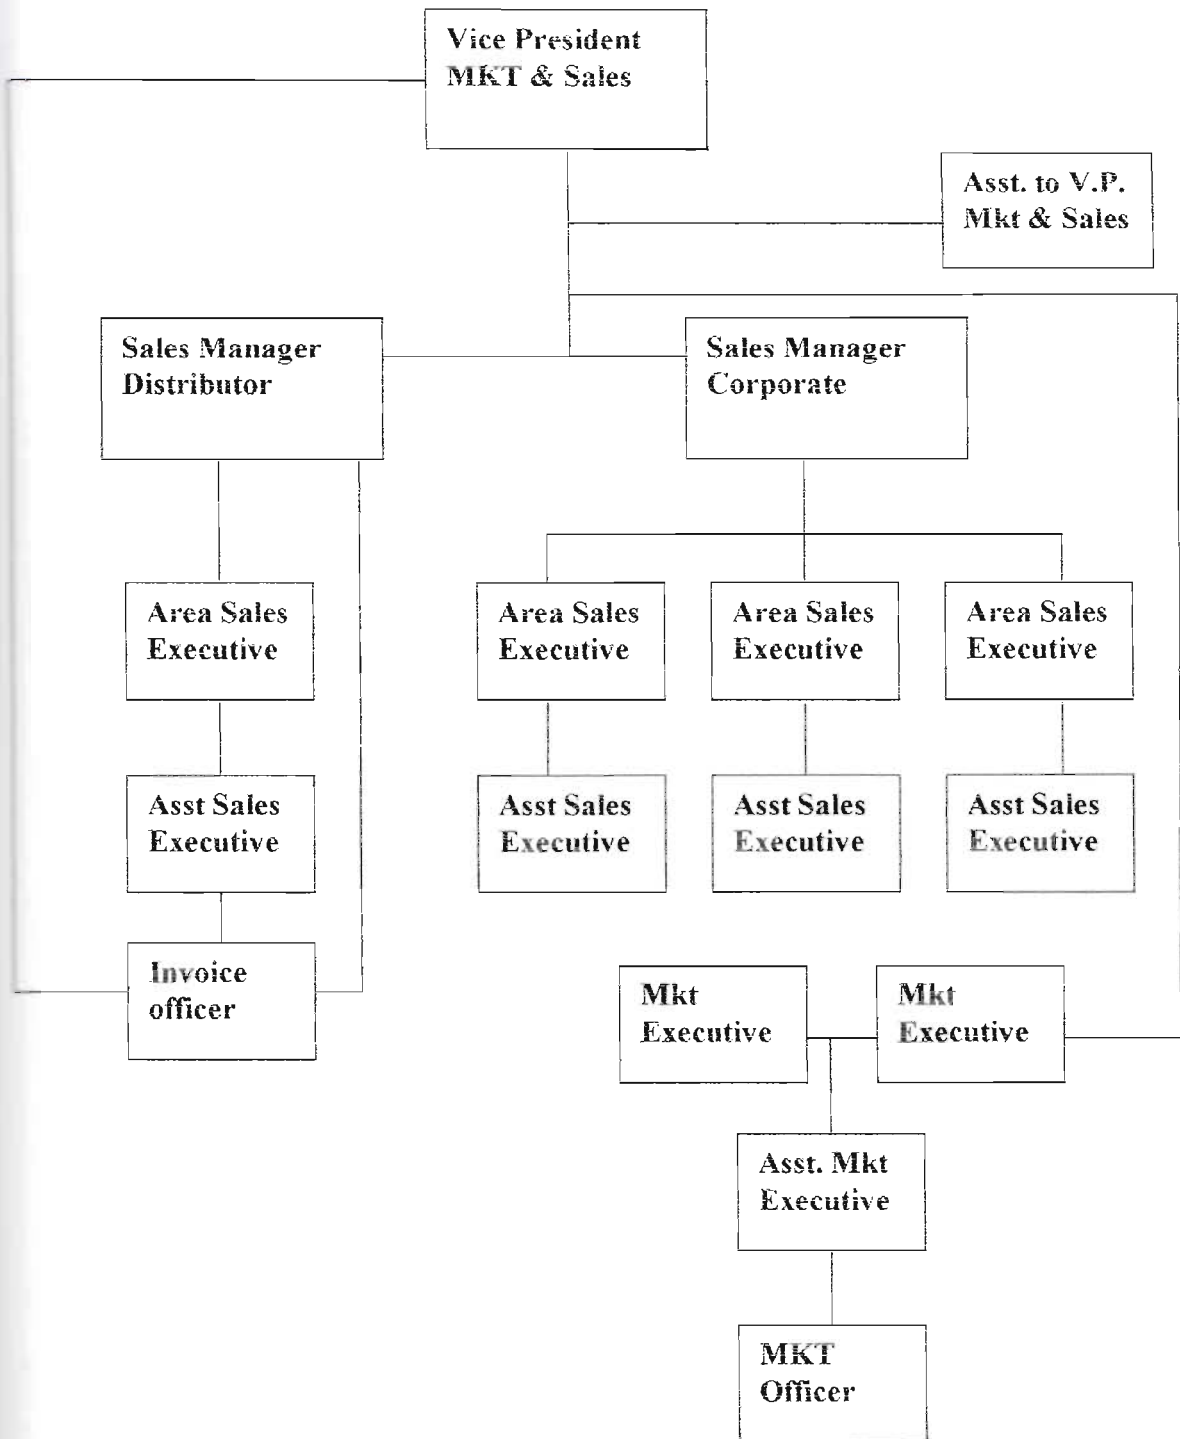 Vice President
MKT & Sales
Asst. to V.P.
Mkt & Sales
Sales Manager
Distributor
Sales Manager
Corporate
Area Sales
Executive
Area Sales
Executive
Area Sales
Executive
Area Sales
Executive
Asst Sales
Executive
Asst Sales
Executive
Asst Sales
Executive
Asst Sales
Executive
Invoice
officer
Mkt
Executive
Mkt
Executive
Asst. Mkt
Executive
MKT
Officer